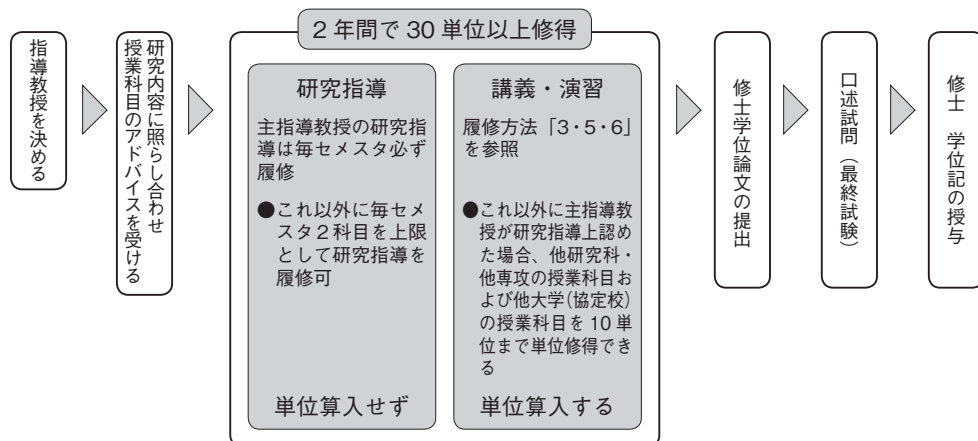 指導教授を決める
研究内容に照らし合わせ
授業科目のアドバイスを受ける
2年間で30単位以上修得
研究指導
主指導教授の研究指
導は毎セメスタ必ず
履修
●これ以外に毎セメ
スタ2科目を上限
として研究指導を
履修可
単位算入せず
講義・演習
履修方法「3・5・6」
を参照
●これ以外に主指導教
授が研究指導上認め
た場合、他研究科・
他専攻の授業科目お
よび他大学(協定校)
の授業科目を10単
位まで単位修得でき
る
単位算入する
修士学位論文の提出
口述試問(最終試験)
修士 学位記の授与